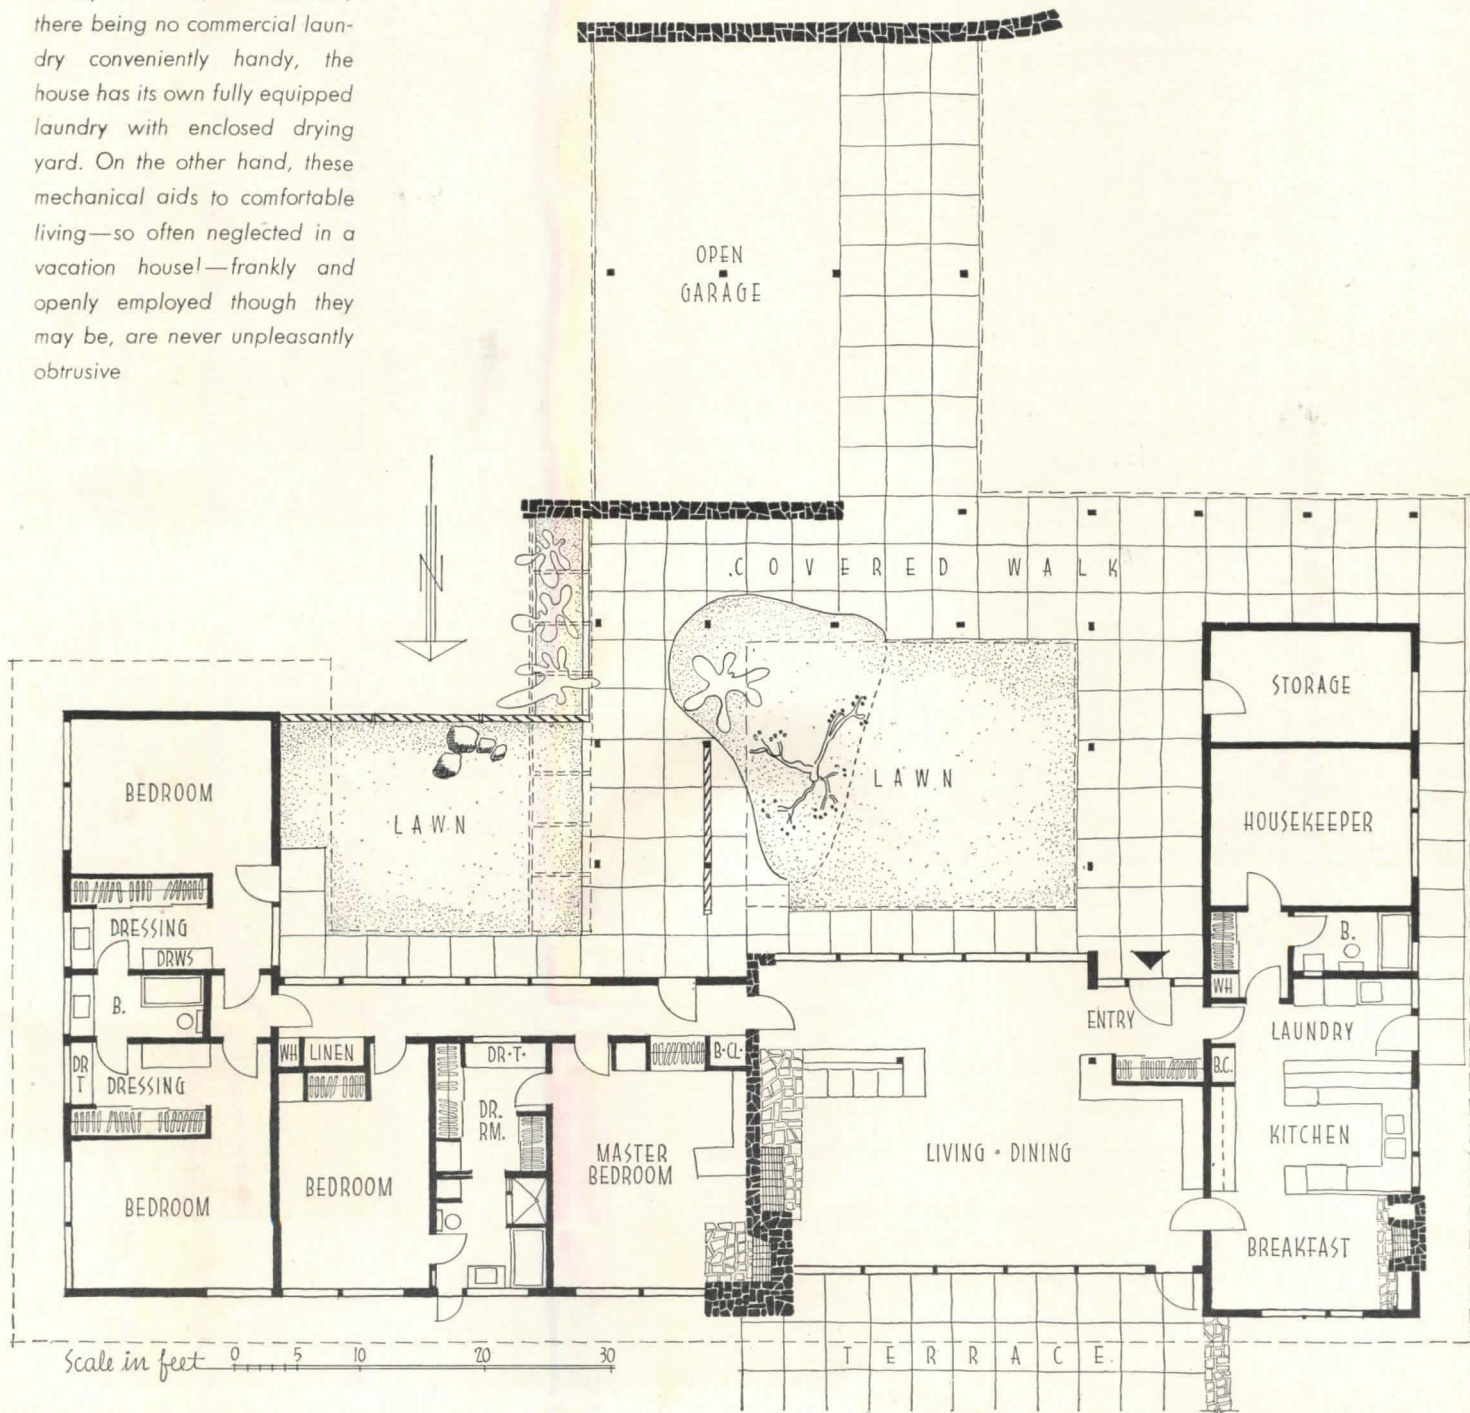 there being no commercial laun-
dry conveniently handy, the
house has its own fully equipped
laundry with enclosed drying
yard. On the other hand, these
mechanical aids to comfortable
living—so often neglected in a
vacation house!—frankly and
openly employed though they
may be, are never unpleasantly
obtrusive
OPEN
GARAGE
N
COVERED WALK
STORAGE
BEDROOM
LAWN
LAWN
HOUSEKEEPER
DRESSING
DRWS
B.
B.
WH
ENTRY
LAUNDRY
WH
LINEN
DR·T·
B·CL·
B.C.
DR
T
DRESSING
DR.
RM.
KITCHEN
MASTER
BEDROOM
LIVING · DINING
BEDROOM
BEDROOM
BREAKFAST
TERRACE
Scale in feet 0 5 10 20 30